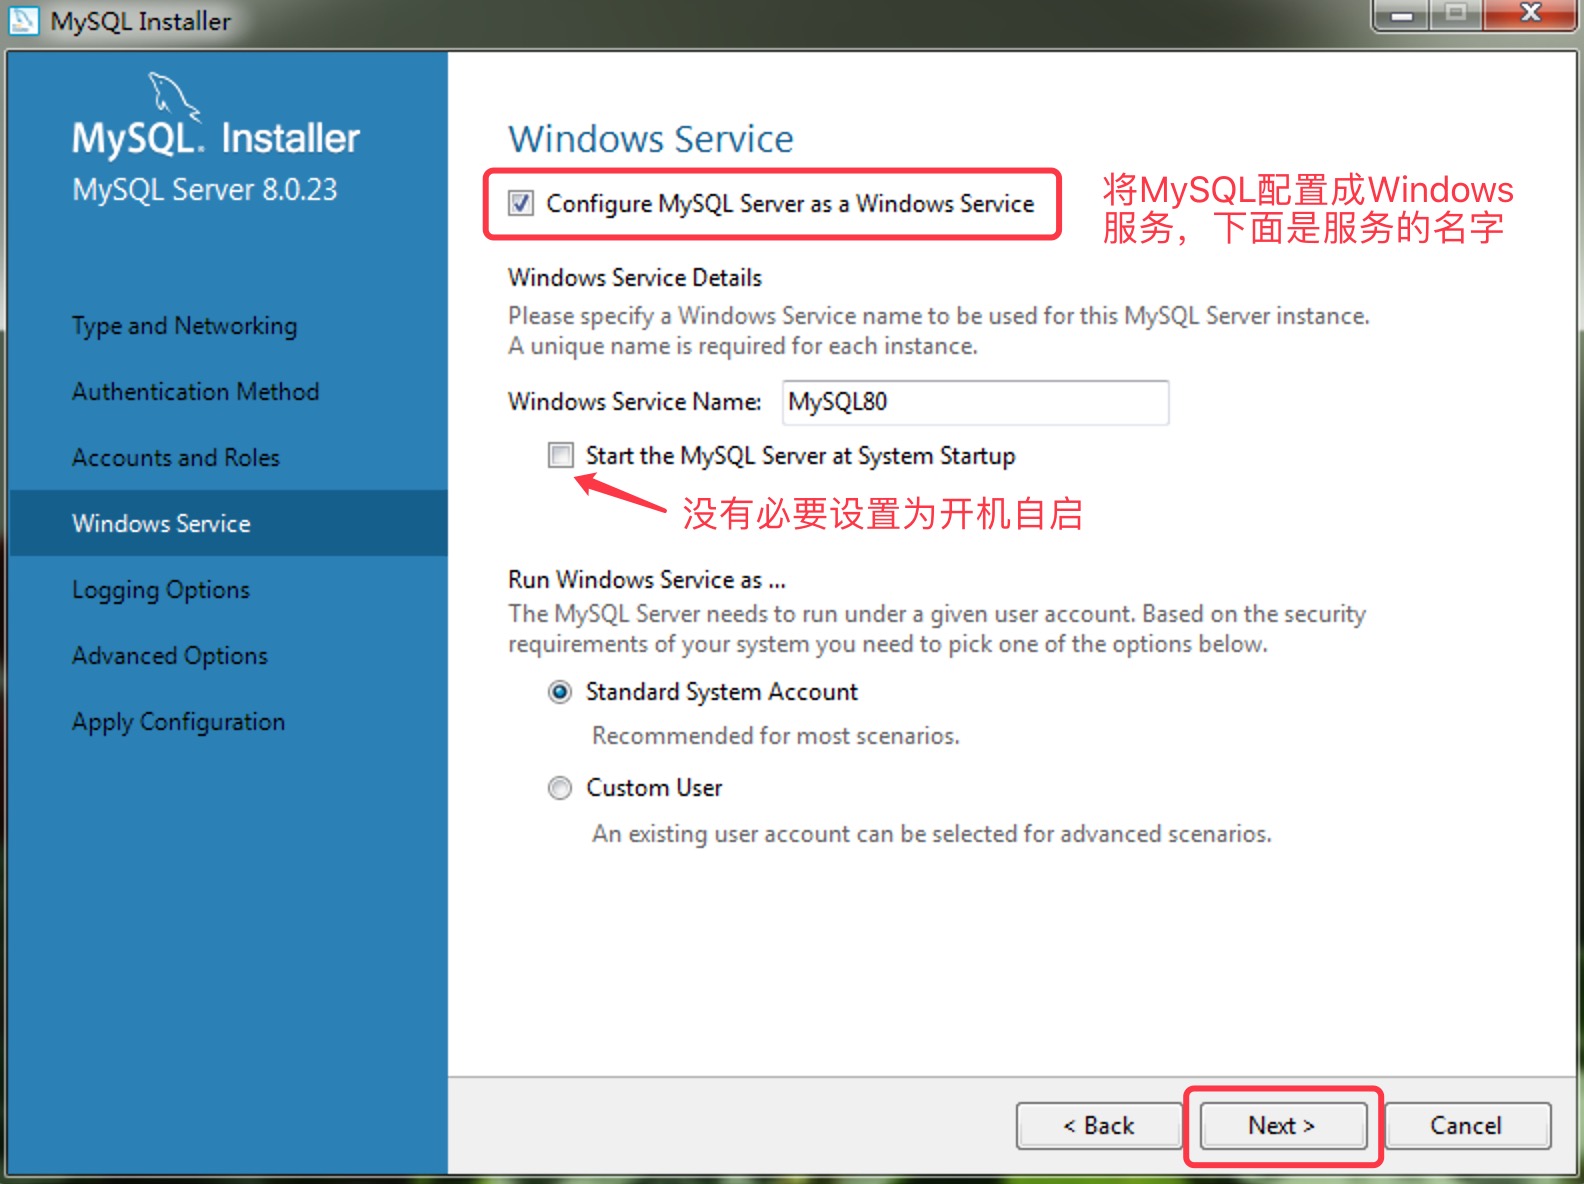 MySQL Installer
MySQL. Installer
MySQL Server 8.0.23
Type and Networking
Authentication Method
Accounts and Roles
Windows Service
Logging Options
Advanced Options
Apply Configuration
Windows Service
Configure MySQL Server as a Windows Service
将MySQL配置成Windows
服务，下面是服务的名字
Windows Service Details
Please specify a Windows Service name to be used for this MySQL Server instance.
A unique name is required for each instance.
Windows Service Name: MySQL80
Start the MySQL Server at System Startup
没有必要设置为开机自启
Run Windows Service as ...
The MySQL Server needs to run under a given user account. Based on the security
requirements of your system you need to pick one of the options below.
Standard System Account
Recommended for most scenarios.
Custom User
An existing user account can be selected for advanced scenarios.
< Back
Next >
Cancel